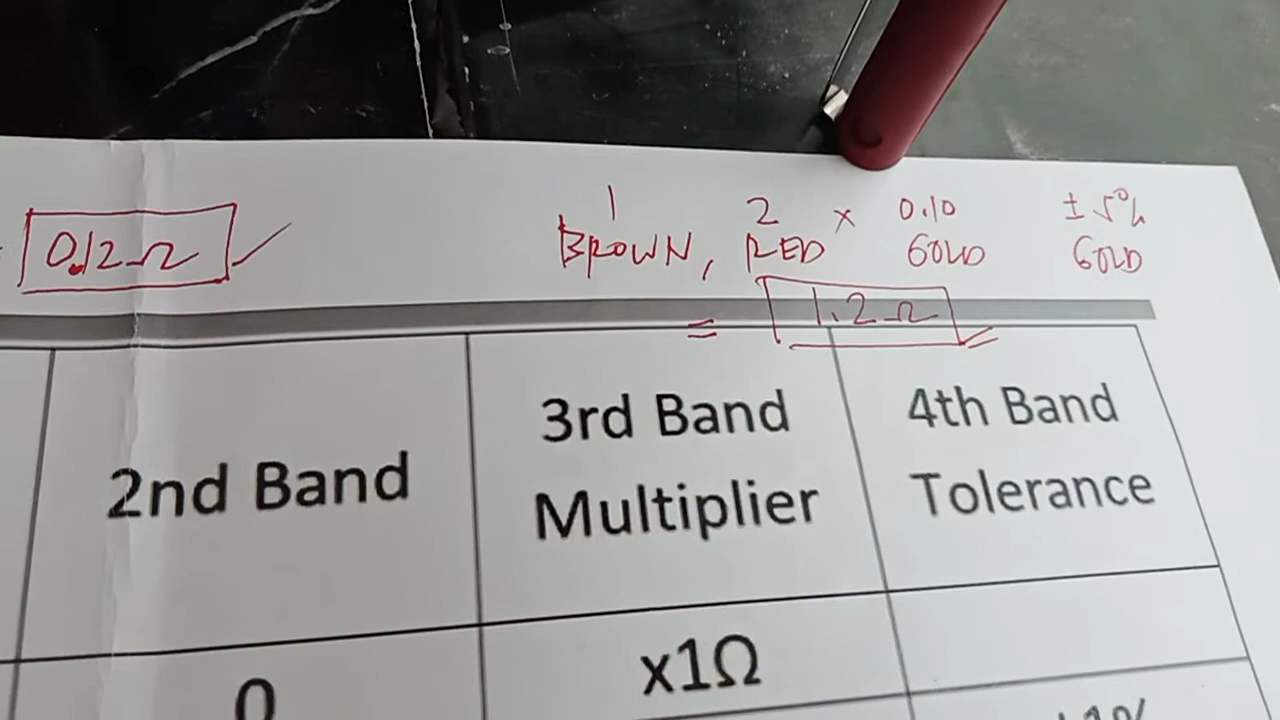 0.12Ω
1 2 × 0.10 ±5%
BROWN, RED GOLD GOLD
= 1.2Ω
2nd Band
3rd Band
Multiplier
4th Band
Tolerance
0
x1Ω